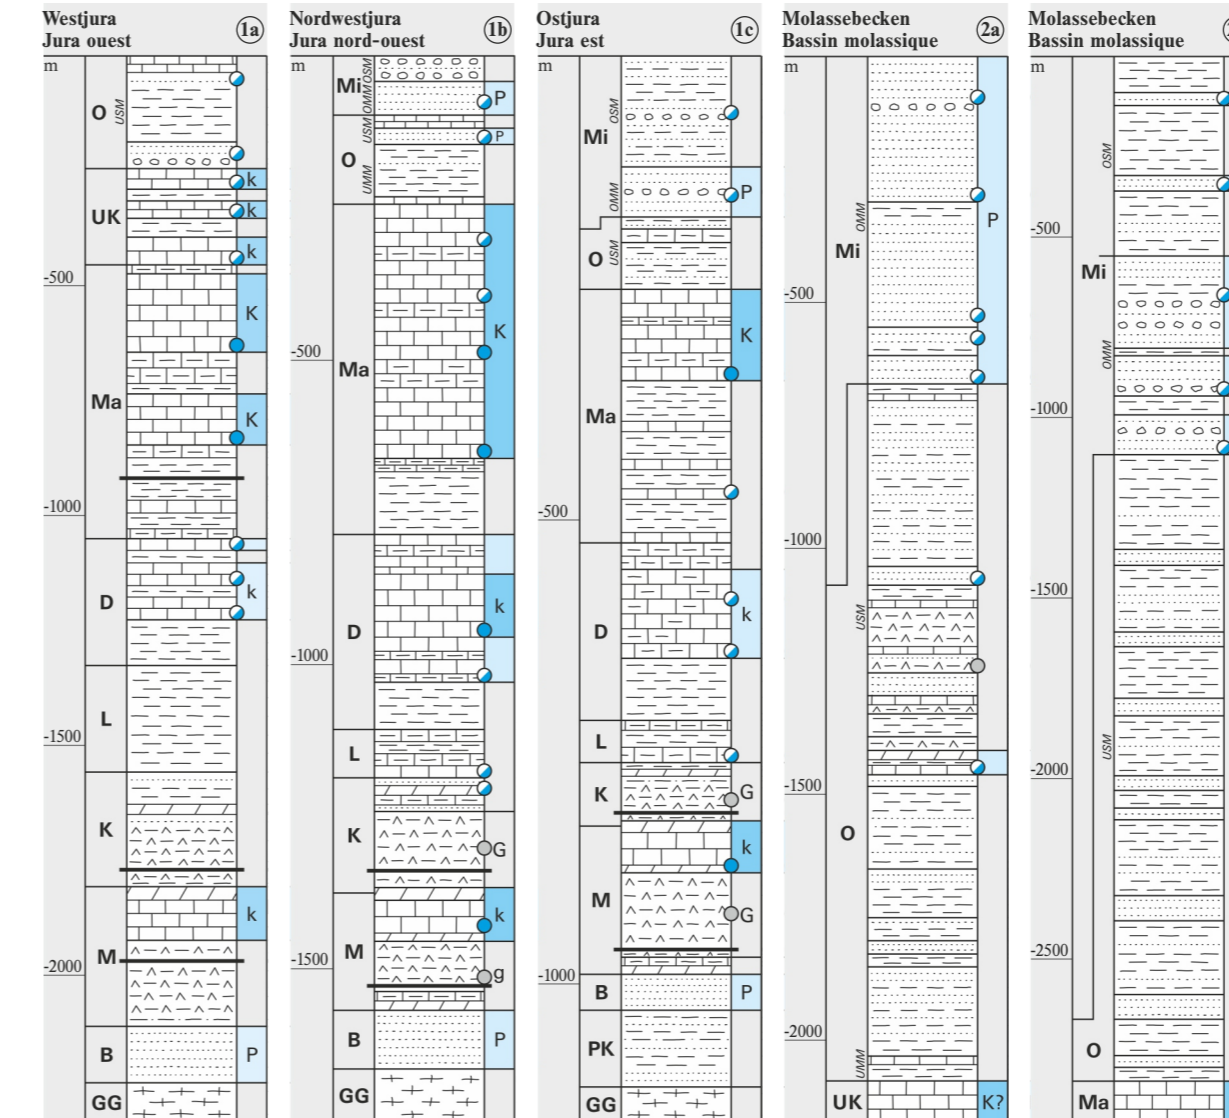 Westjura
Jura ouest
1a
m
O
USM
k
UK
k
k
-500
K
Ma
K
-1000
D
k
L
-1500
K
k
M
-2000
B
P
GG
Nordwestjura
Jura nord-ouest
1b
m
OSM
Mi
OMM
P
USM
P
O
UMM
K
-500
Ma
k
D
-1000
L
K
G
k
M
-1500
g
B
P
GG
Ostjura
Jura est
1c
m
OSM
Mi
OMM
P
O
USM
K
Ma
-500
D
k
L
K
G
k
M
G
-1000
B
P
PK
GG
Molassebecken
Bassin molassique
2a
m
OMM
P
Mi
-500
-1000
USM
-1500
O
-2000
UMM
UK
K?
Molassebecken
Bassin molassique
m
OSM
-500
Mi
OMM
-1000
-1500
USM
-2000
-2500
O
Ma